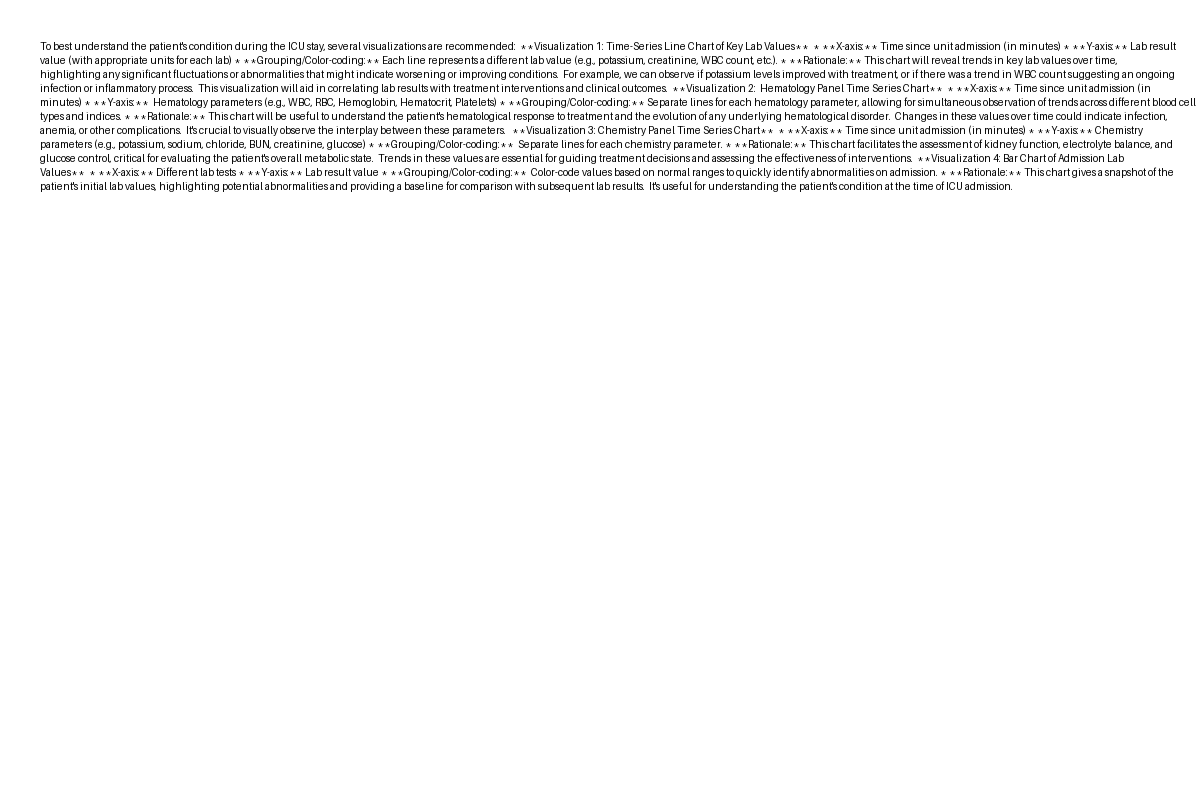 To best understand the patient's condition during the ICU stay, several visualizations are recommended:  **Visualization 1: Time-Series Line Chart of Key Lab Values**  * **X-axis:** Time since unit admission (in minutes) * **Y-axis:** Lab result
value (with appropriate units for each lab) * **Grouping/Color-coding:** Each line represents a different lab value (e.g., potassium, creatinine, WBC count, etc.). * **Rationale:** This chart will reveal trends in key lab values over time,
highlighting any significant fluctuations or abnormalities that might indicate worsening or improving conditions.  For example, we can observe if potassium levels improved with treatment, or if there was a trend in WBC count suggesting an ongoing
infection or inflammatory process.  This visualization will aid in correlating lab results with treatment interventions and clinical outcomes.  **Visualization 2:  Hematology Panel Time Series Chart**  * **X-axis:** Time since unit admission (in
minutes) * **Y-axis:**  Hematology parameters (e.g., WBC, RBC, Hemoglobin, Hematocrit, Platelets) * **Grouping/Color-coding:** Separate lines for each hematology parameter, allowing for simultaneous observation of trends across different blood cell
types and indices. * **Rationale:** This chart will be useful to understand the patient's hematological response to treatment and the evolution of any underlying hematological disorder.  Changes in these values over time could indicate infection,
anemia, or other complications.  It's crucial to visually observe the interplay between these parameters.  **Visualization 3: Chemistry Panel Time Series Chart**  * **X-axis:** Time since unit admission (in minutes) * **Y-axis:** Chemistry
parameters (e.g., potassium, sodium, chloride, BUN, creatinine, glucose) * **Grouping/Color-coding:**  Separate lines for each chemistry parameter. * **Rationale:** This chart facilitates the assessment of kidney function, electrolyte balance, and
glucose control, critical for evaluating the patient's overall metabolic state.  Trends in these values are essential for guiding treatment decisions and assessing the effectiveness of interventions.  **Visualization 4: Bar Chart of Admission Lab
Values**  * **X-axis:** Different lab tests * **Y-axis:** Lab result value * **Grouping/Color-coding:** Color-code values based on normal ranges to quickly identify abnormalities on admission. * **Rationale:** This chart gives a snapshot of the
patient's initial lab values, highlighting potential abnormalities and providing a baseline for comparison with subsequent lab results.  It's useful for understanding the patient's condition at the time of ICU admission.